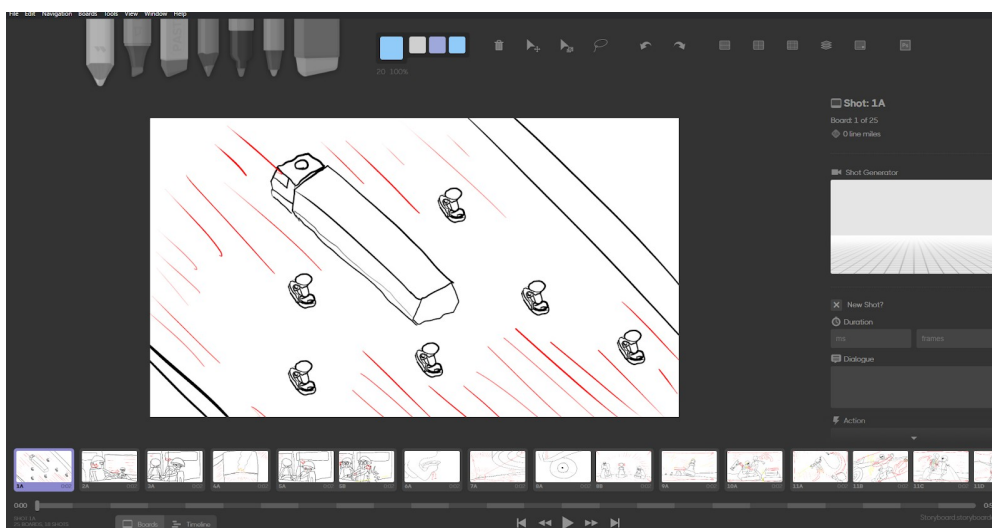 File Edit Navigation Boards Tools View Window Help
20 100%
Shot: 1A
Board: 1 of 25
0 line miles
Shot Generator
New Shot?
Duration
ms frames
Dialogue
Action
1A 2A 3A 4A 5A 5B 6A 7A 8A 8B 9A 10A 11A 11B 11C 11D
0:00
SHOT 1A
Boards Timeline